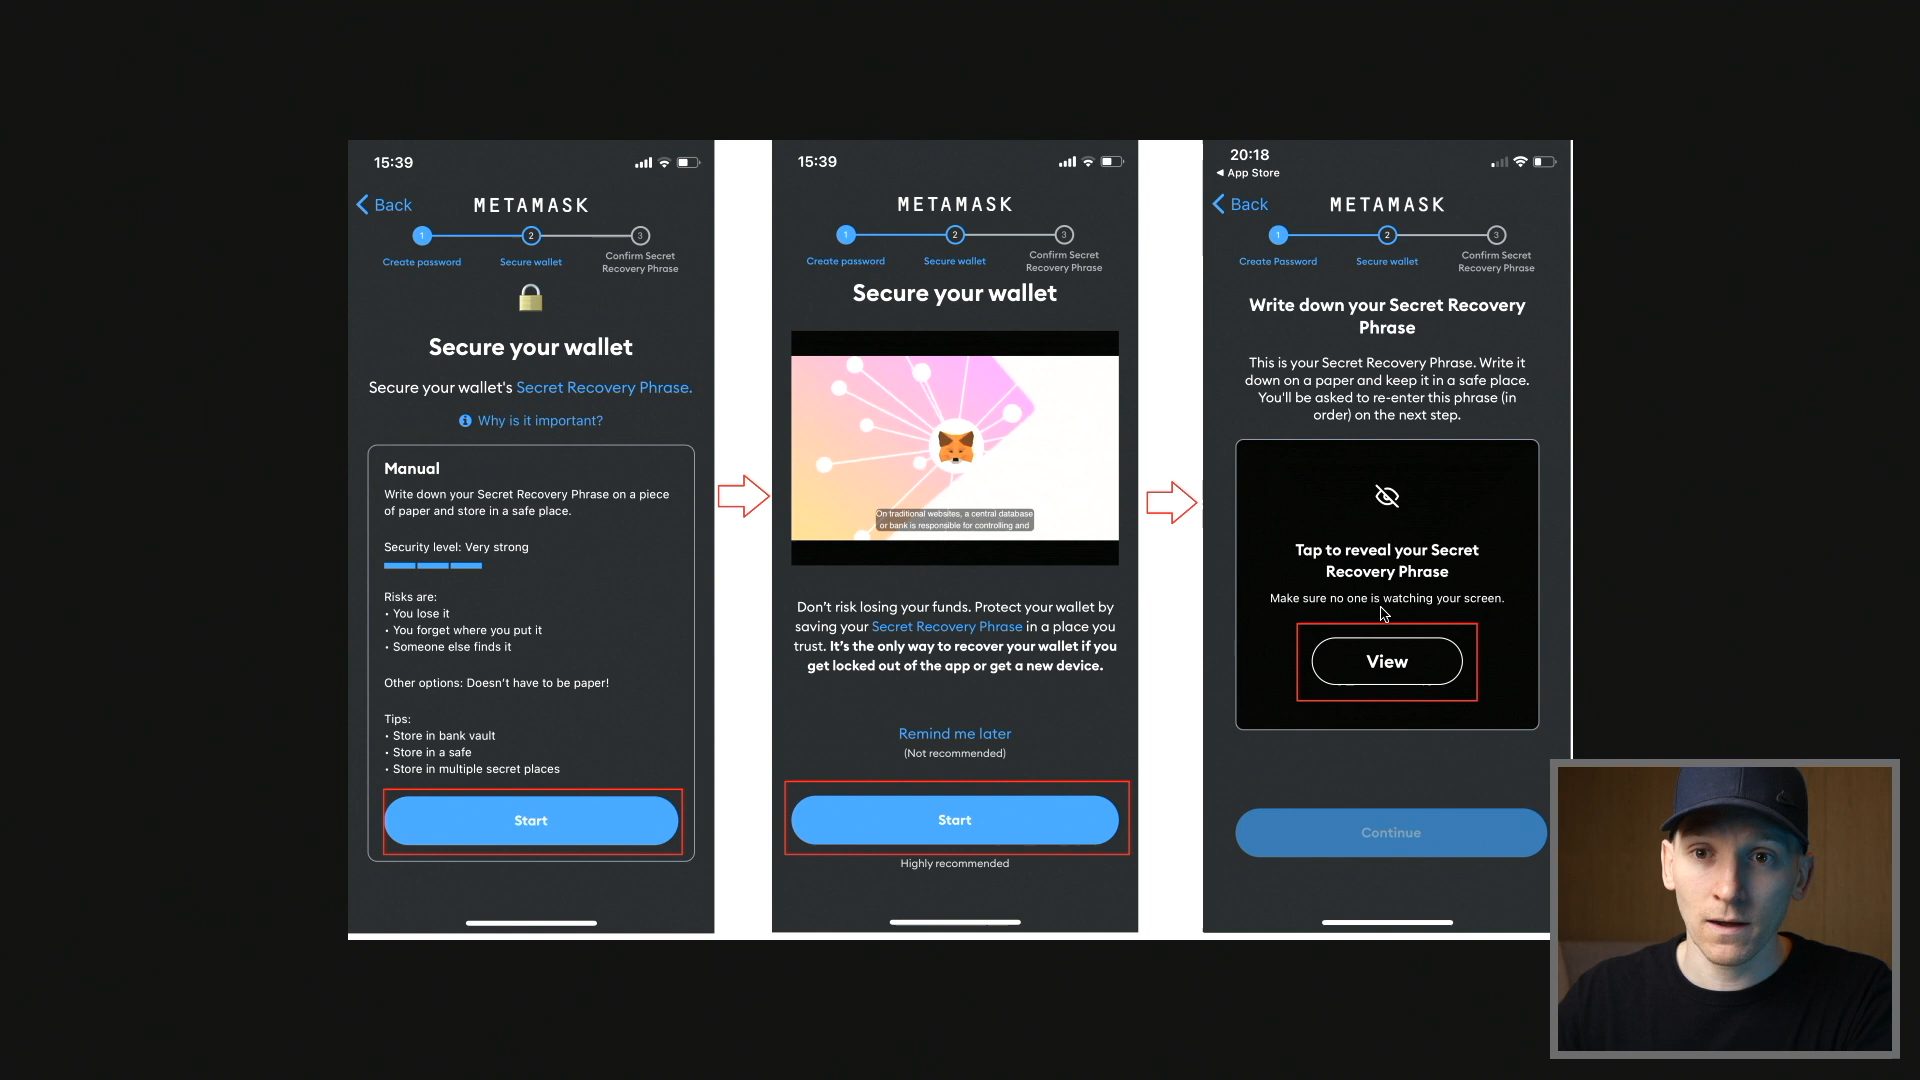 15:39
Back
METAMASK
1
2
3
Create password
Secure wallet
Confirm Secret
Recovery Phrase
Secure your wallet
Secure your wallet's Secret Recovery Phrase.
Why is it important?
Manual
Write down your Secret Recovery Phrase on a piece
of paper and store in a safe place.
Security level: Very strong
Risks are:
• You lose it
• You forget where you put it
• Someone else finds it
Other options: Doesn't have to be paper!
Tips:
• Store in bank vault
• Store in a safe
• Store in multiple secret places
Start
15:39
METAMASK
1
2
3
Create password
Secure wallet
Confirm Secret
Recovery Phrase
Secure your wallet
On traditional websites, a central database
or bank is responsible for controlling and
Don't risk losing your funds. Protect your wallet by
saving your Secret Recovery Phrase in a place you
trust. It's the only way to recover your wallet if you
get locked out of the app or get a new device.
Remind me later
(Not recommended)
Start
Highly recommended
20:18
◀ App Store
Back
METAMASK
1
2
3
Create Password
Secure wallet
Confirm Secret
Recovery Phrase
Write down your Secret Recovery
Phrase
This is your Secret Recovery Phrase. Write it
down on a paper and keep it in a safe place.
You'll be asked to re-enter this phrase (in
order) on the next step.
Tap to reveal your Secret
Recovery Phrase
Make sure no one is watching your screen.
View
Continue